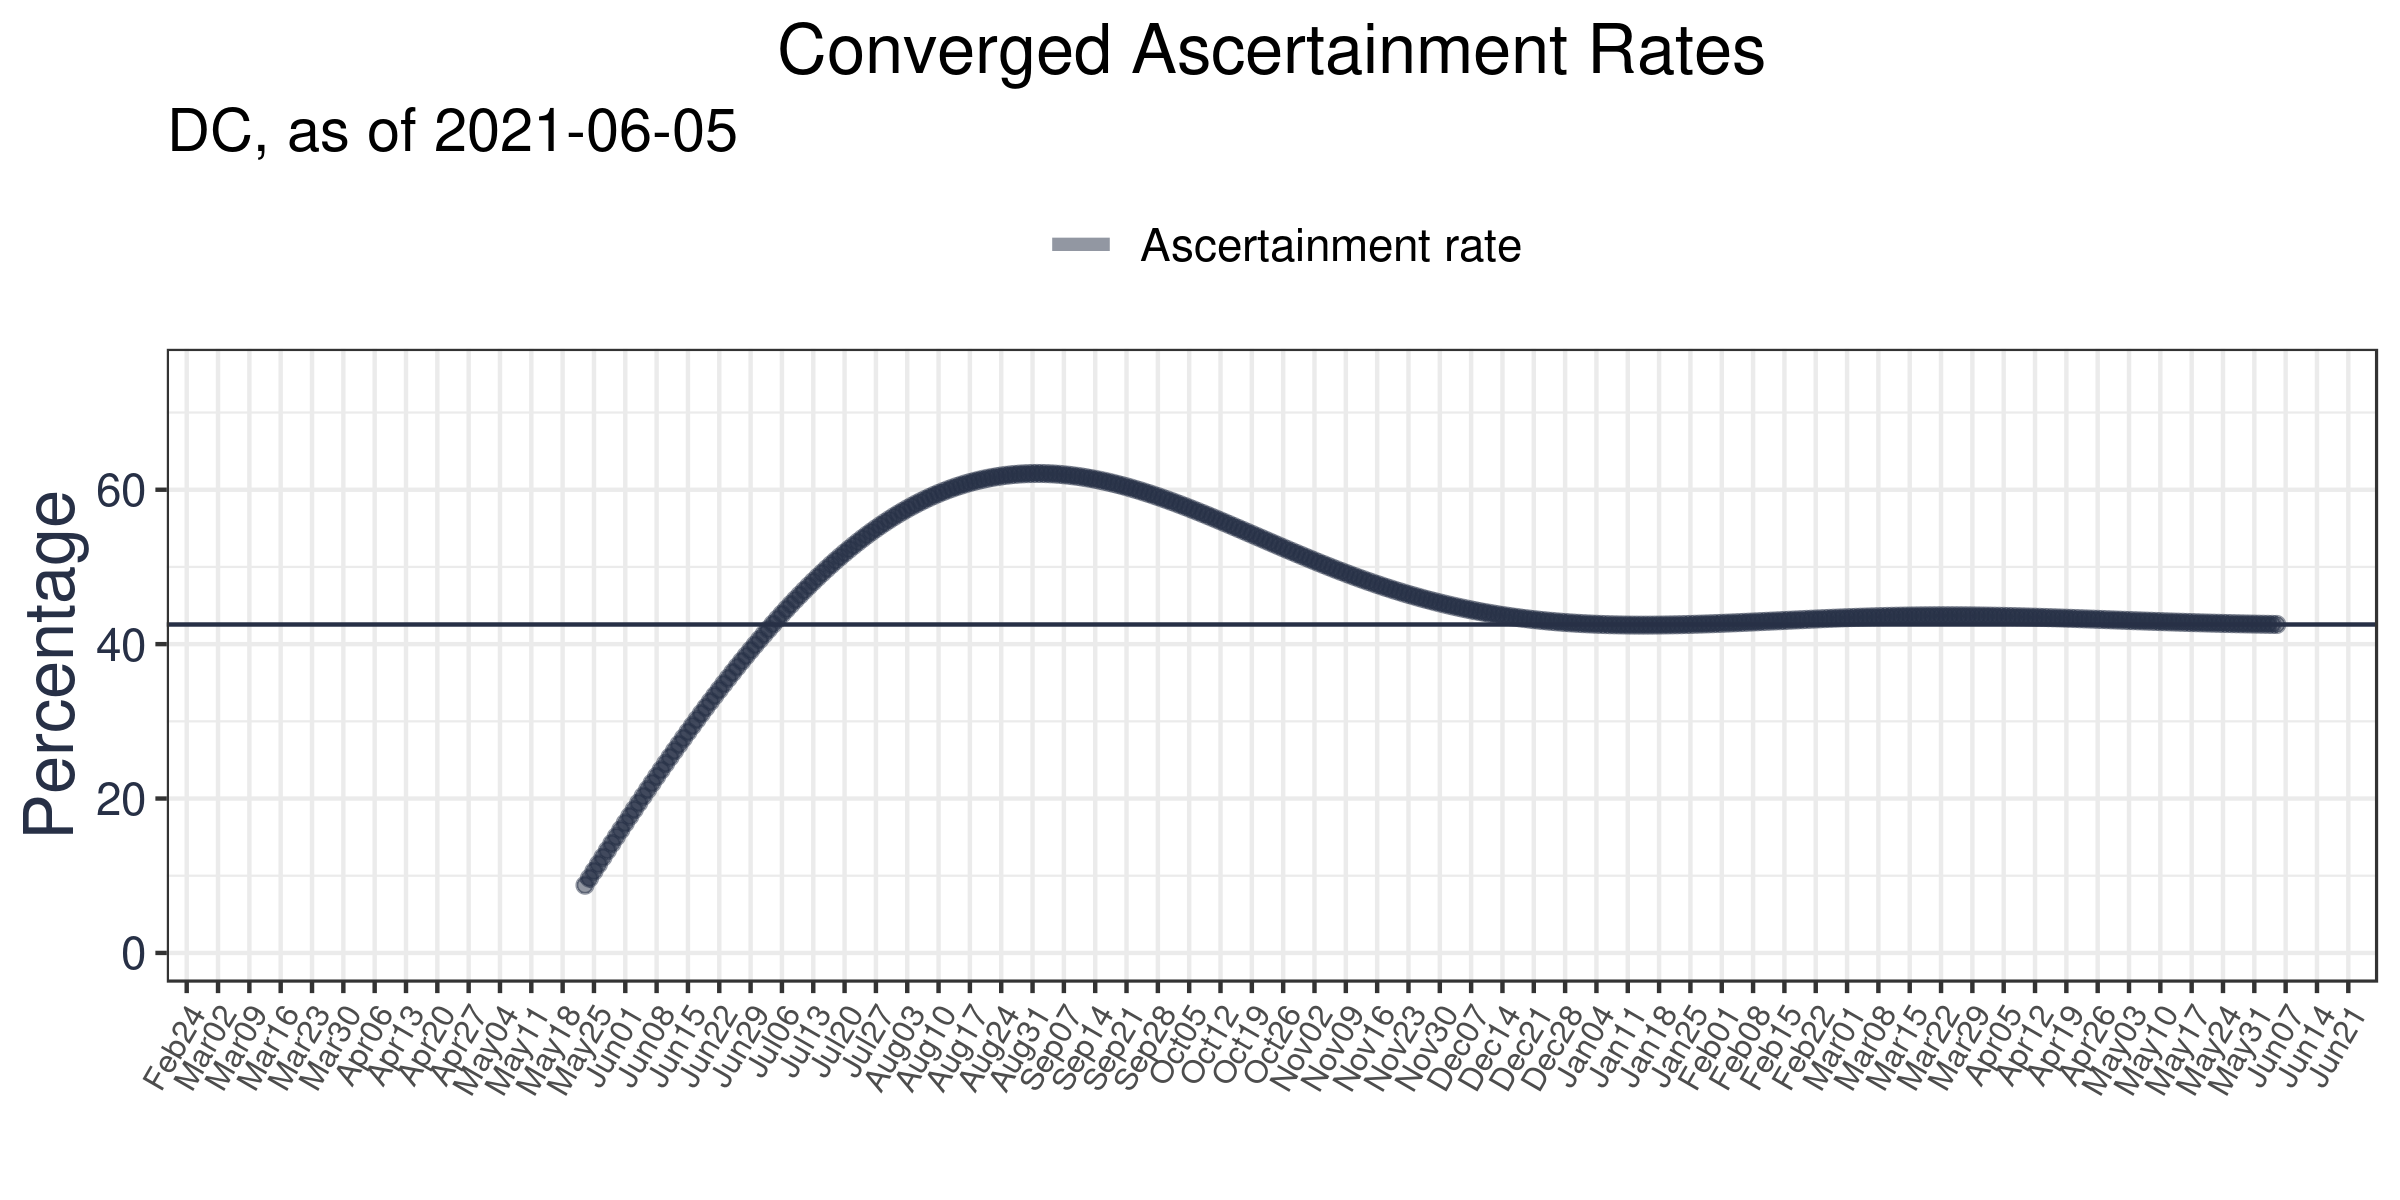 Converged Ascertainment Rates
DC, as of 2021-06-05
Ascertainment rate
Percentage
60
40
20
0
Feb24 Mar02 Mar09 Mar16 Mar23 Mar30 Apr06 Apr13 Apr20 Apr27 May04 May11 May18 May25 Jun01 Jun08 Jun15 Jun22 Jun29 Jul06 Jul13 Jul20 Jul27 Aug03 Aug10 Aug17 Aug24 Aug31 Sep07 Sep14 Sep21 Sep28 Oct05 Oct12 Oct19 Oct26 Nov02 Nov09 Nov16 Nov23 Nov30 Dec07 Dec14 Dec21 Dec28 Jan04 Jan11 Jan18 Jan25 Feb01 Feb08 Feb15 Feb22 Mar01 Mar08 Mar15 Mar22 Mar29 Apr05 Apr12 Apr19 Apr26 May03 May10 May17 May24 May31 Jun07 Jun14 Jun21